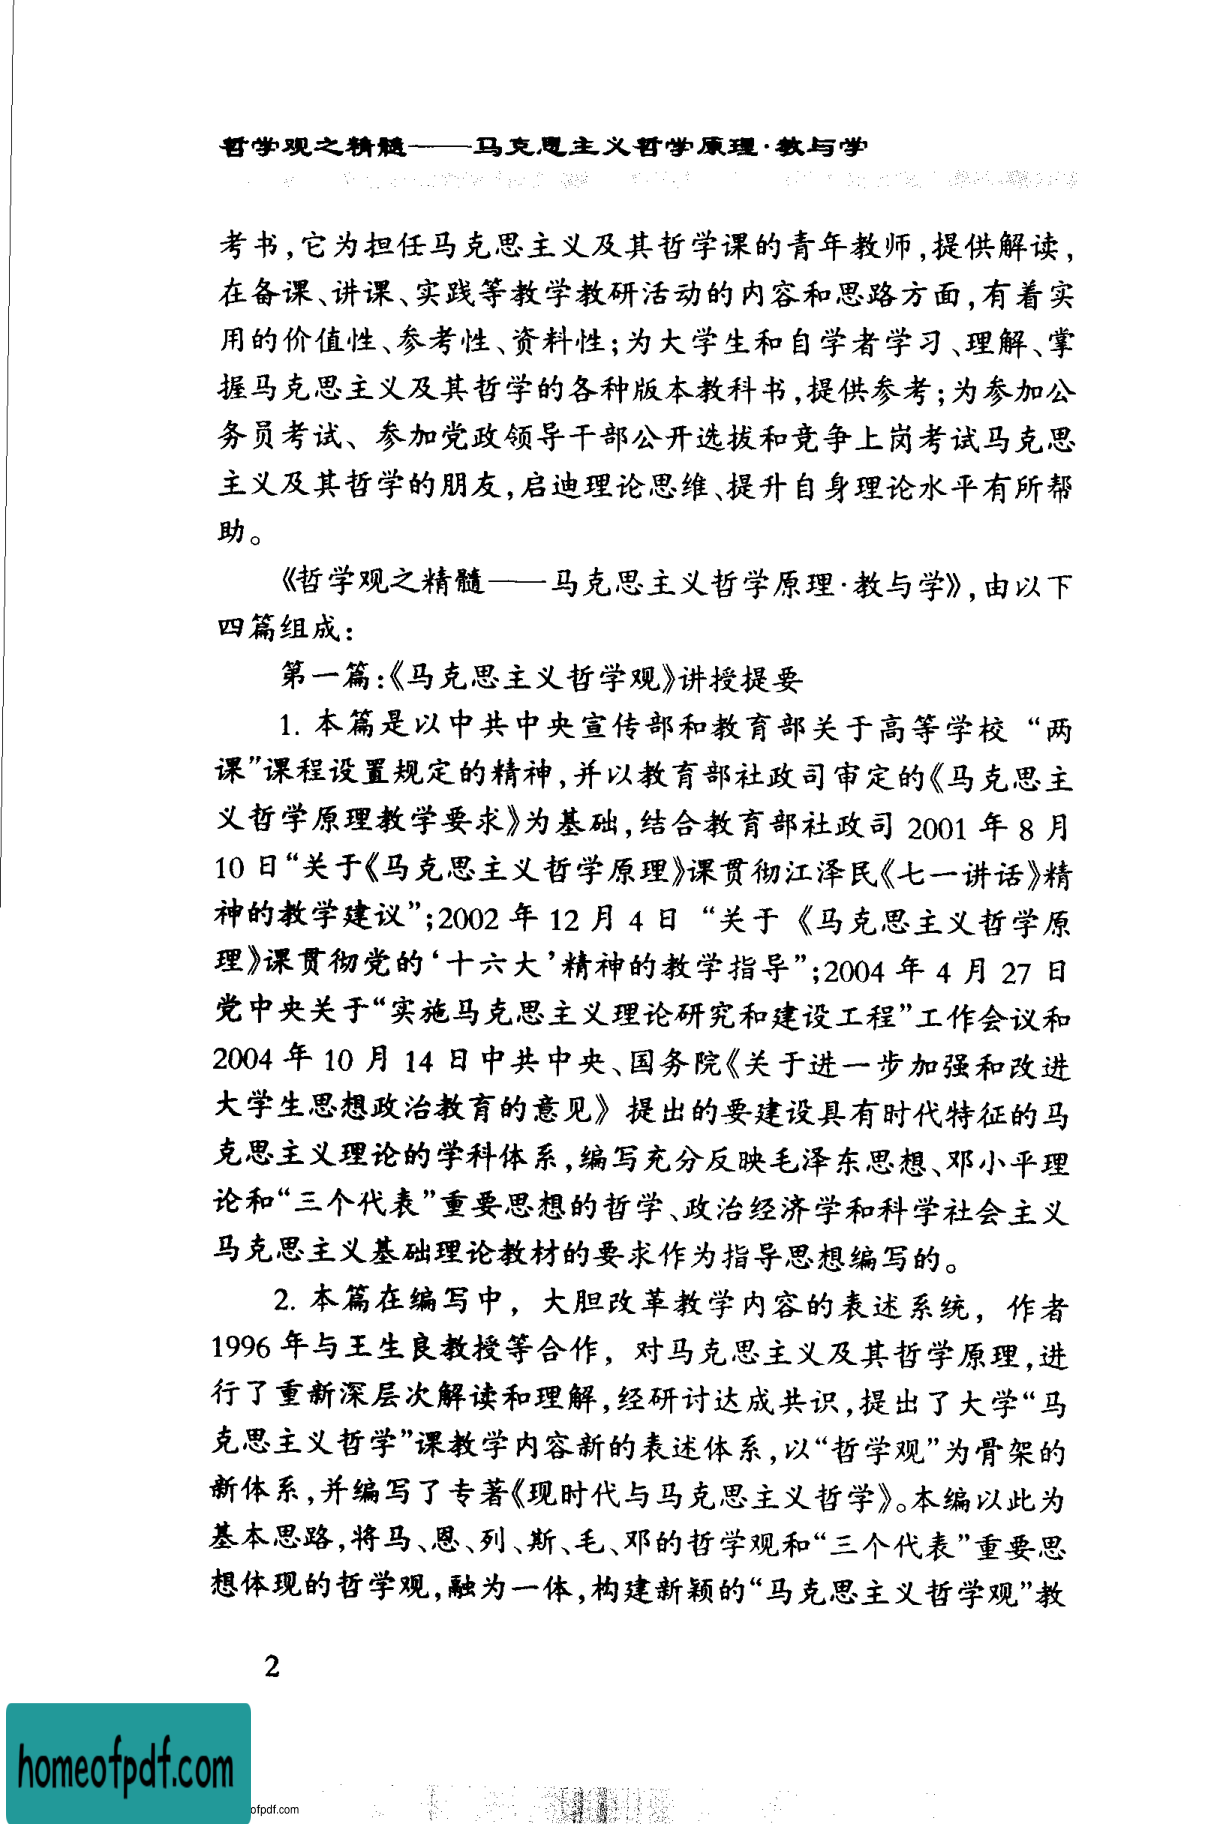 哲学观之精髓——马克思主义哲学原理·教与学
考书,它为担任马克思主义及其哲学课的青年教师,提供解读,
在备课、讲课、实践等教学教研活动的内容和思路方面,有着实
用的价值性、参考性、资料性;为大学生和自学者学习、理解、掌
握马克思主义及其哲学的各种版本教科书,提供参考;为参加公
务员考试、参加党政领导干部公开选拔和竞争上岗考试马克思
主义及其哲学的朋友,启迪理论思维、提升自身理论水平有所帮
助。
《哲学观之精髓——马克思主义哲学原理·教与学》,由以下
四篇组成:
第一篇:《马克思主义哲学观》讲授提要
1. 本篇是以中共中央宣传部和教育部关于高等学校“两
课”课程设置规定的精神,并以教育部社政司审定的《马克思主
义哲学原理教学要求》为基础,结合教育部社政司 2001 年 8 月
10 日“关于《马克思主义哲学原理》课贯彻江泽民《七一讲话》精
神的教学建议”;2002 年 12 月 4 日“关于《马克思主义哲学原
理》课贯彻党的‘十六大’精神的教学指导”;2004 年 4 月 27 日
党中央关于“实施马克思主义理论研究和建设工程”工作会议和
2004 年 10 月 14 日中共中央、国务院《关于进一步加强和改进
大学生思想政治教育的意见》提出的要建设具有时代特征的马
克思主义理论的学科体系,编写充分反映毛泽东思想、邓小平理
论和“三个代表”重要思想的哲学、政治经济学和科学社会主义
马克思主义基础理论教材的要求作为指导思想编写的。
2. 本篇在编写中，大胆改革教学内容的表述系统，作者
1996 年与王生良教授等合作，对马克思主义及其哲学原理,进
行了重新深层次解读和理解,经研讨达成共识,提出了大学“马
克思主义哲学”课教学内容新的表述体系,以“哲学观”为骨架的
新体系,并编写了专著《现时代与马克思主义哲学》。本编以此为
基本思路,将马、恩、列、斯、毛、邓的哲学观和“三个代表”重要思
想体现的哲学观,融为一体,构建新颖的“马克思主义哲学观”教
2
homeofpdf.com
ofpdf.com